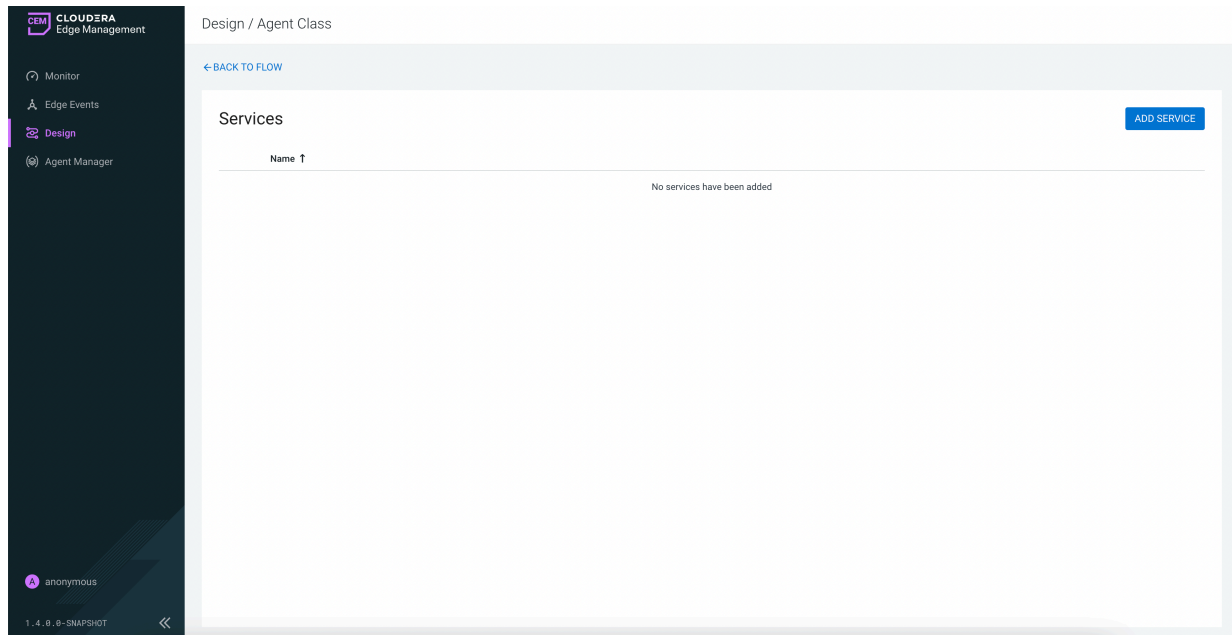 CEM
CLOUDERA
Edge Management
Monitor
Edge Events
Design
Agent Manager
anonymous
A
1.4.0.0-SNAPSHOT
Design / Agent Class
BACK TO FLOW
Services
ADD SERVICE
Name
No services have been added